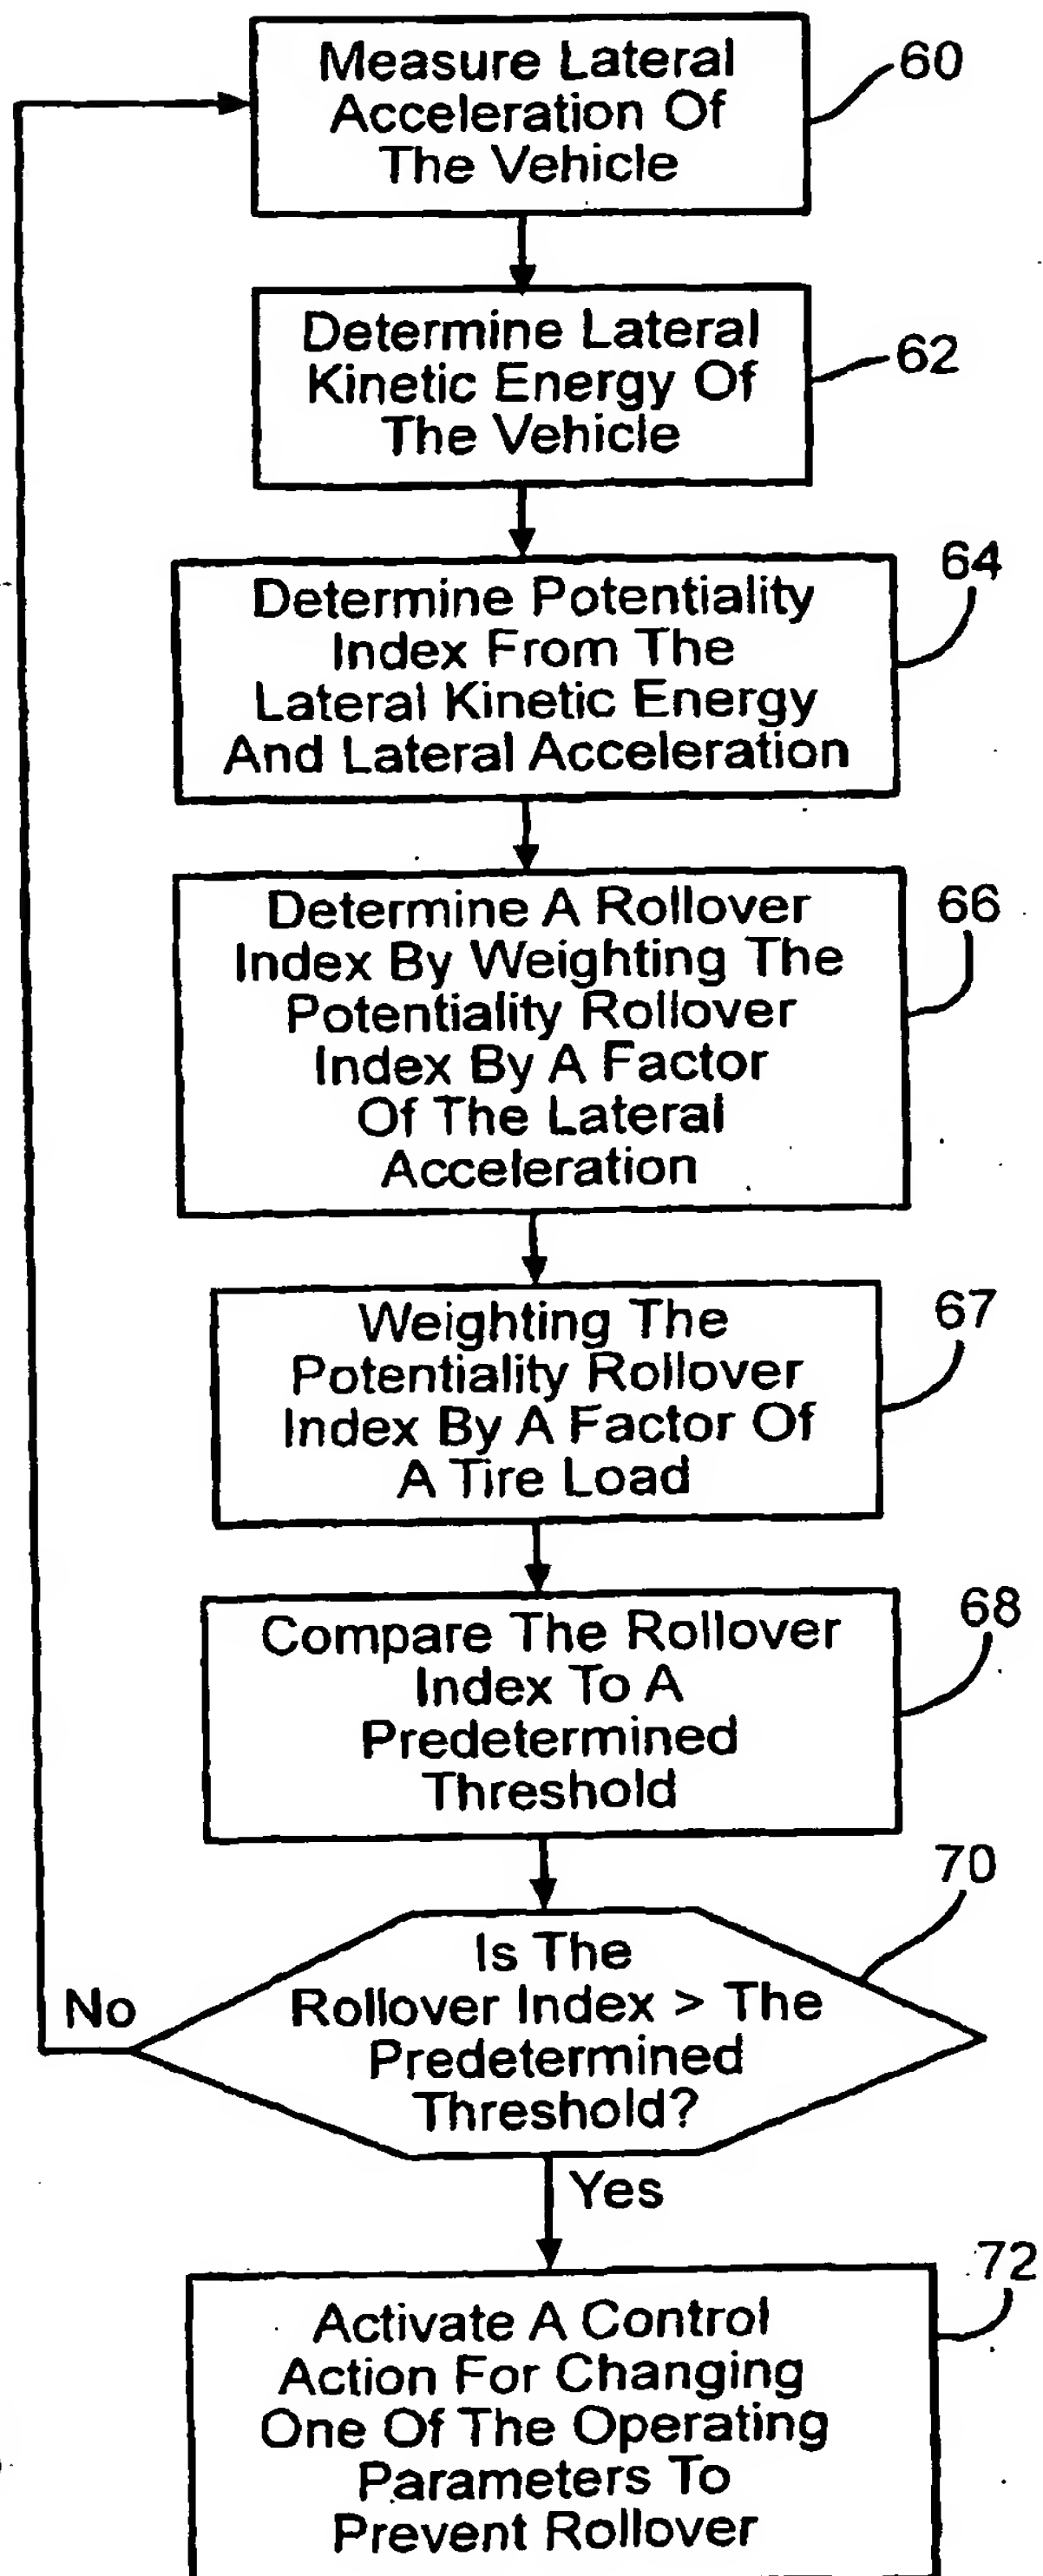 Measure Lateral
Acceleration Of
The Vehicle
60
Determine Lateral
Kinetic Energy Of
The Vehicle
62
Determine Potentiality
Index From The
Lateral Kinetic Energy
And Lateral Acceleration
64
Determine A Rollover
Index By Weighting The
Potentiality Rollover
Index By A Factor
Of The Lateral
Acceleration
66
Weighting The
Potentiality Rollover
Index By A Factor Of
A Tire Load
67
Compare The Rollover
Index To A
Predetermined
Threshold
68
Is The
Rollover Index > The
Predetermined
Threshold?
70
No
Yes
Activate A Control
Action For Changing
One Of The Operating
Parameters To
Prevent Rollover
72